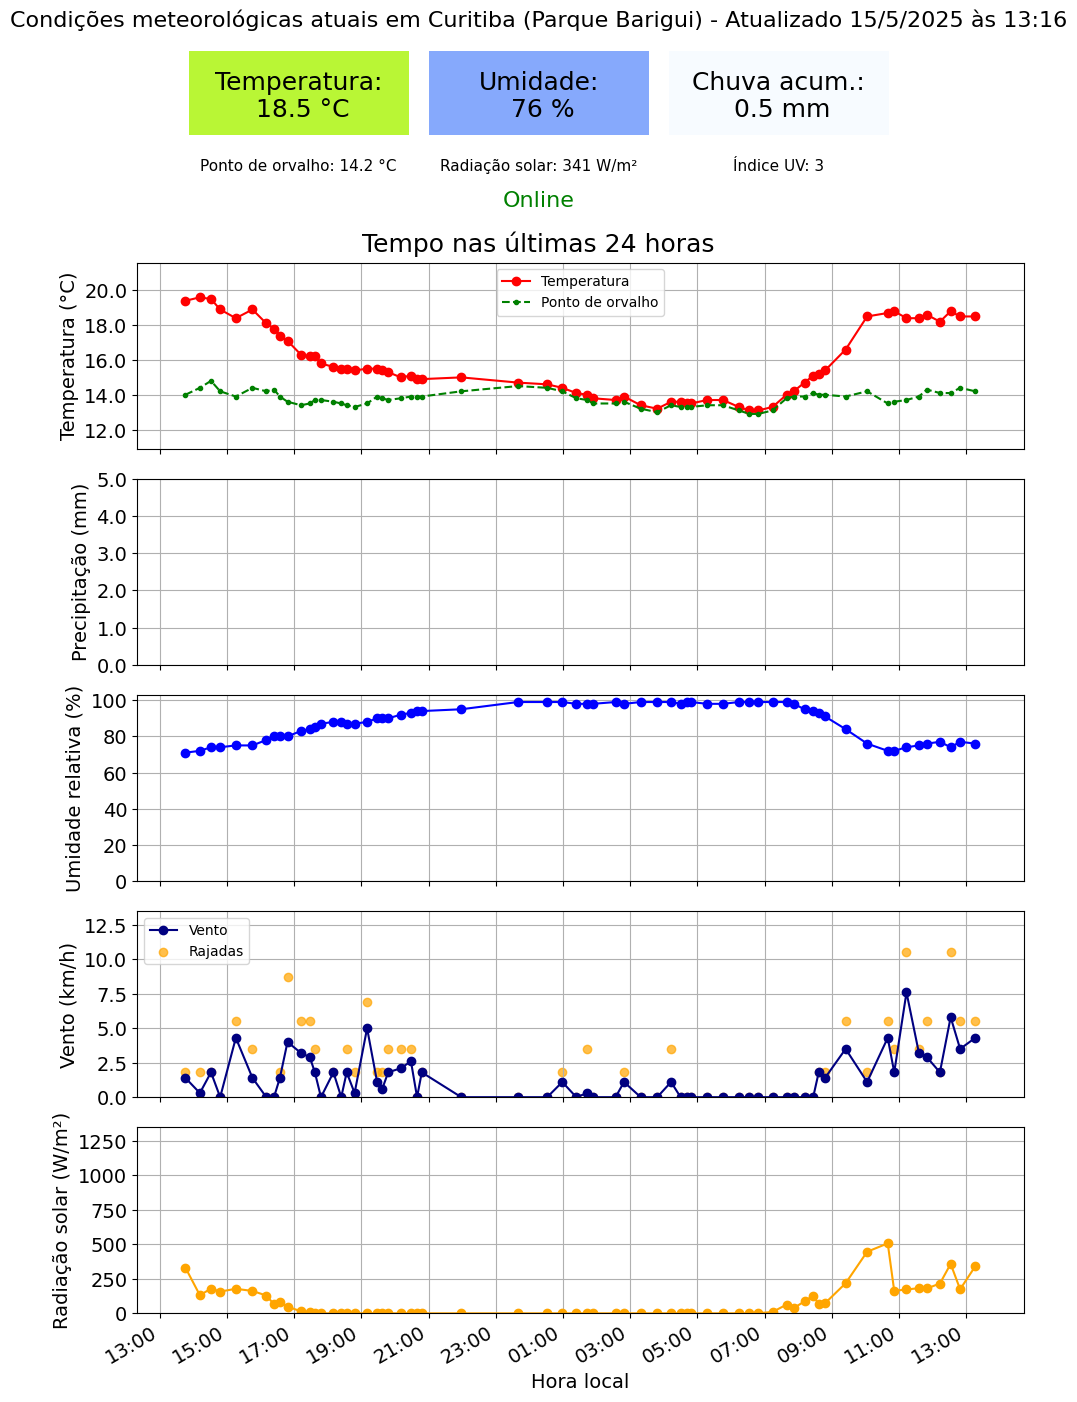 Condições meteorológicas atuais em Curitiba (Parque Barigui) - Atualizado 15/5/2025 às 13:16
Temperatura:
18.5 °C
Umidade:
76 %
Chuva acum.:
0.5 mm
Ponto de orvalho: 14.2 °C
Radiação solar: 341 W/m²
Índice UV: 3
Online
Tempo nas últimas 24 horas
Temperatura (°C)
20.0
18.0
16.0
14.0
12.0
Temperatura
Ponto de orvalho
Precipitação (mm)
5.0
4.0
3.0
2.0
1.0
0.0
Umidade relativa (%)
100
80
60
40
20
0
Vento (km/h)
12.5
10.0
7.5
5.0
2.5
0.0
Vento
Rajadas
Radiação solar (W/m²)
1250
1000
750
500
250
0
13:00
15:00
17:00
19:00
21:00
23:00
01:00
03:00
05:00
07:00
09:00
11:00
13:00
Hora local